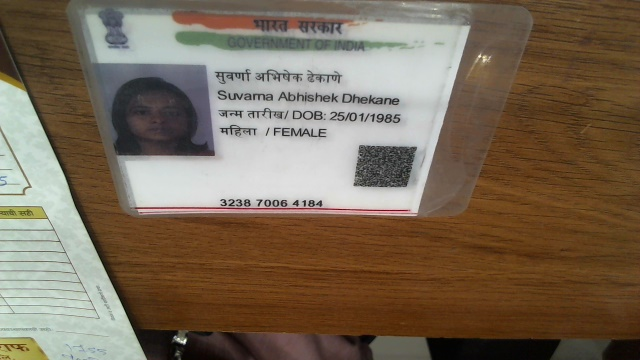 भारत सरकार
GOVERNMENT OF INDIA
सुवर्णा अभिषेक ढेकाणे
Suvarna Abhishek Dhekane
जन्म तारीख/ DOB: 25/01/1985
महिला / FEMALE
3238 7006 4184